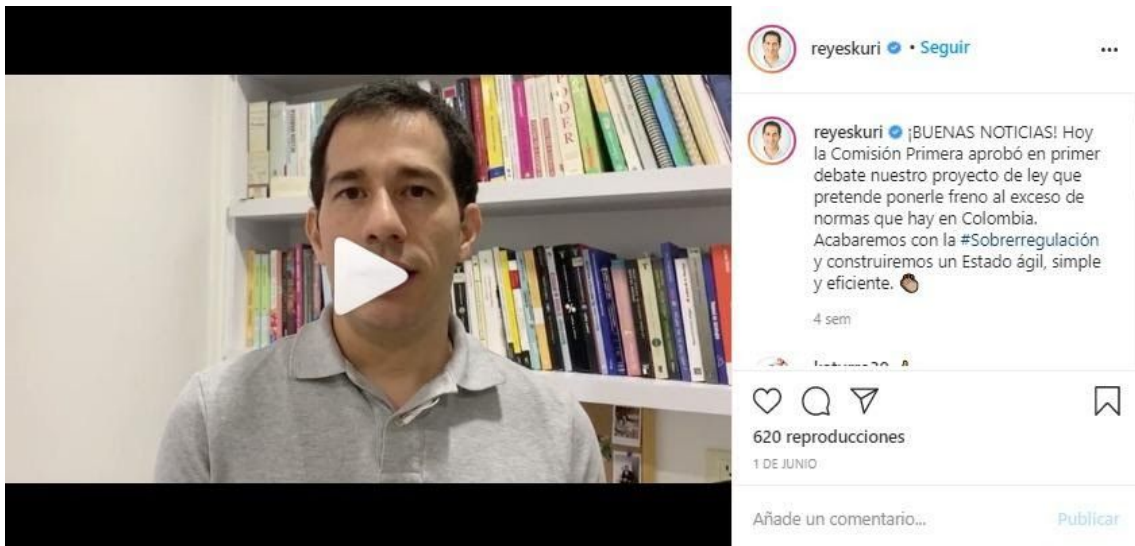 PODER
reyeskuri • Seguir
reyeskuri ¡BUENAS NOTICIAS! Hoy
la Comisión Primera aprobó en primer
debate nuestro proyecto de ley que
pretende ponerle freno al exceso de
normas que hay en Colombia.
Acabaremos con la #Sobrerregulación
y construiremos un Estado ágil, simple
y eficiente.
4 sem
620 reproducciones
1 DE JUNIO
Añade un comentario...
Publicar